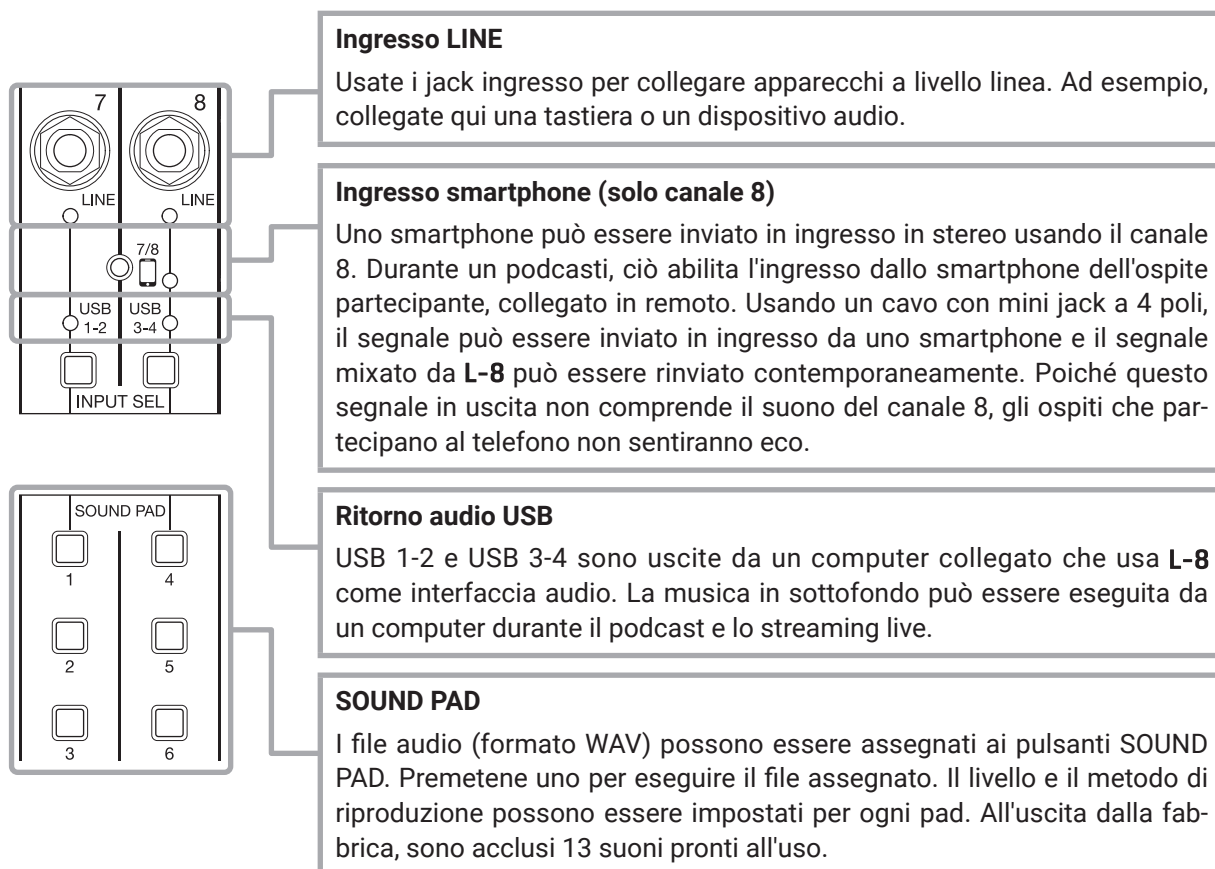 7 8
LINE LINE
7/8
USB USB
1-2 3-4
INPUT SEL
SOUND PAD
1 4
2 5
3 6
Ingresso LINE
Usate i jack ingresso per collegare apparecchi a livello linea. Ad esempio,
collegate qui una tastiera o un dispositivo audio.
Ingresso smartphone (solo canale 8)
Uno smartphone può essere inviato in ingresso in stereo usando il canale
8. Durante un podcasti, ciò abilita l'ingresso dallo smartphone dell'ospite
partecipante, collegato in remoto. Usando un cavo con mini jack a 4 poli,
il segnale può essere inviato in ingresso da uno smartphone e il segnale
mixato da L-8 può essere rinviato contemporaneamente. Poiché questo
segnale in uscita non comprende il suono del canale 8, gli ospiti che par-
tecipano al telefono non sentiranno eco.
Ritorno audio USB
USB 1-2 e USB 3-4 sono uscite da un computer collegato che usa L-8
come interfaccia audio. La musica in sottofondo può essere eseguita da
un computer durante il podcast e lo streaming live.
SOUND PAD
I file audio (formato WAV) possono essere assegnati ai pulsanti SOUND
PAD. Premetene uno per eseguire il file assegnato. Il livello e il metodo di
riproduzione possono essere impostati per ogni pad. All'uscita dalla fab-
brica, sono acclusi 13 suoni pronti all'uso.